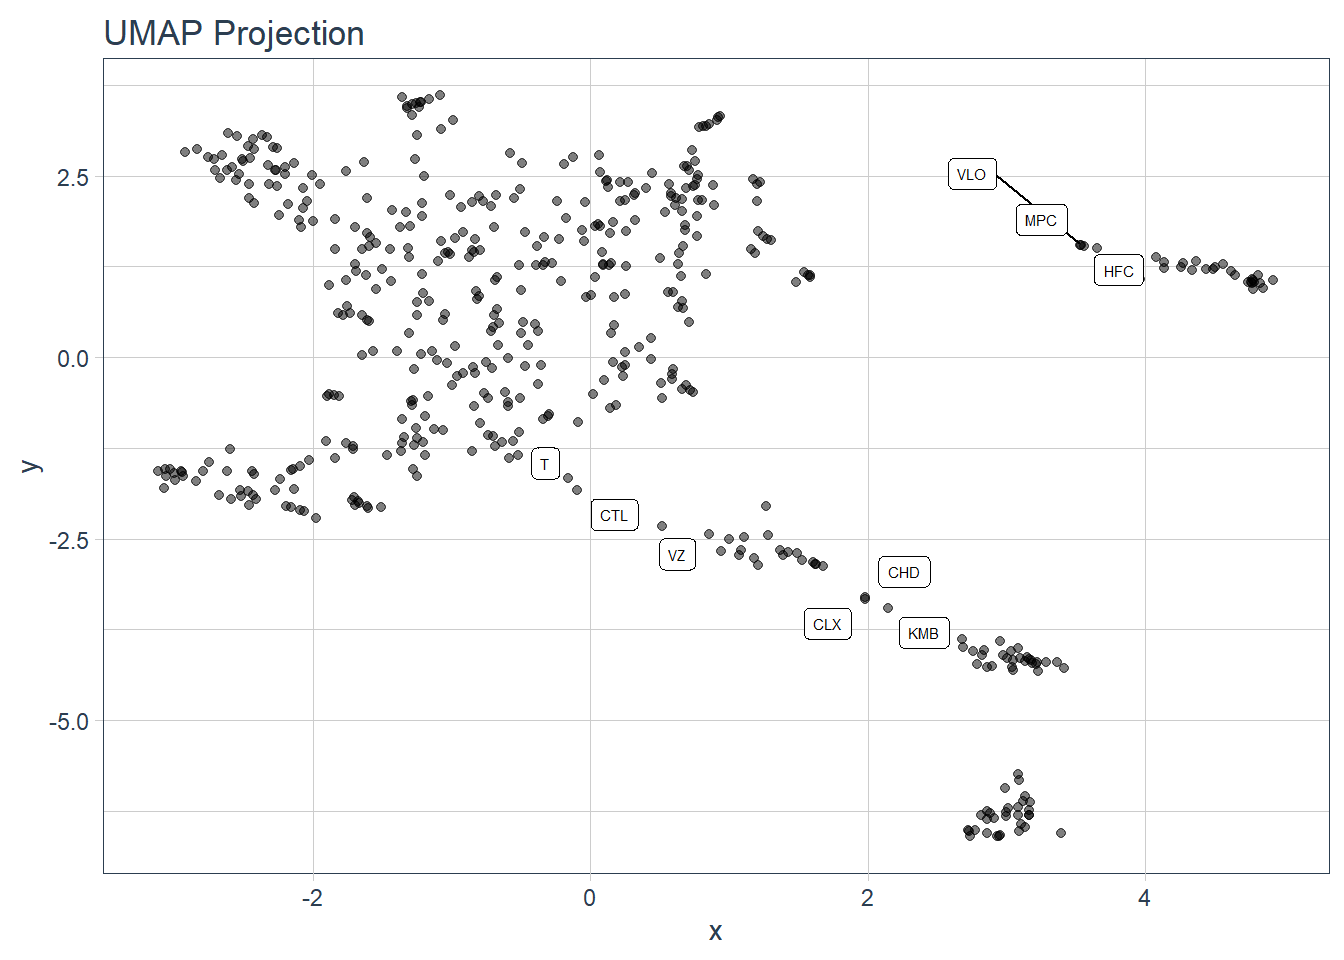 UMAP Projection
2.5
0.0
-2.5
-5.0
y
VLO
MPC
HFC
T
CTL
VZ
CHD
CLX
KMB
-2
0
2
4
x